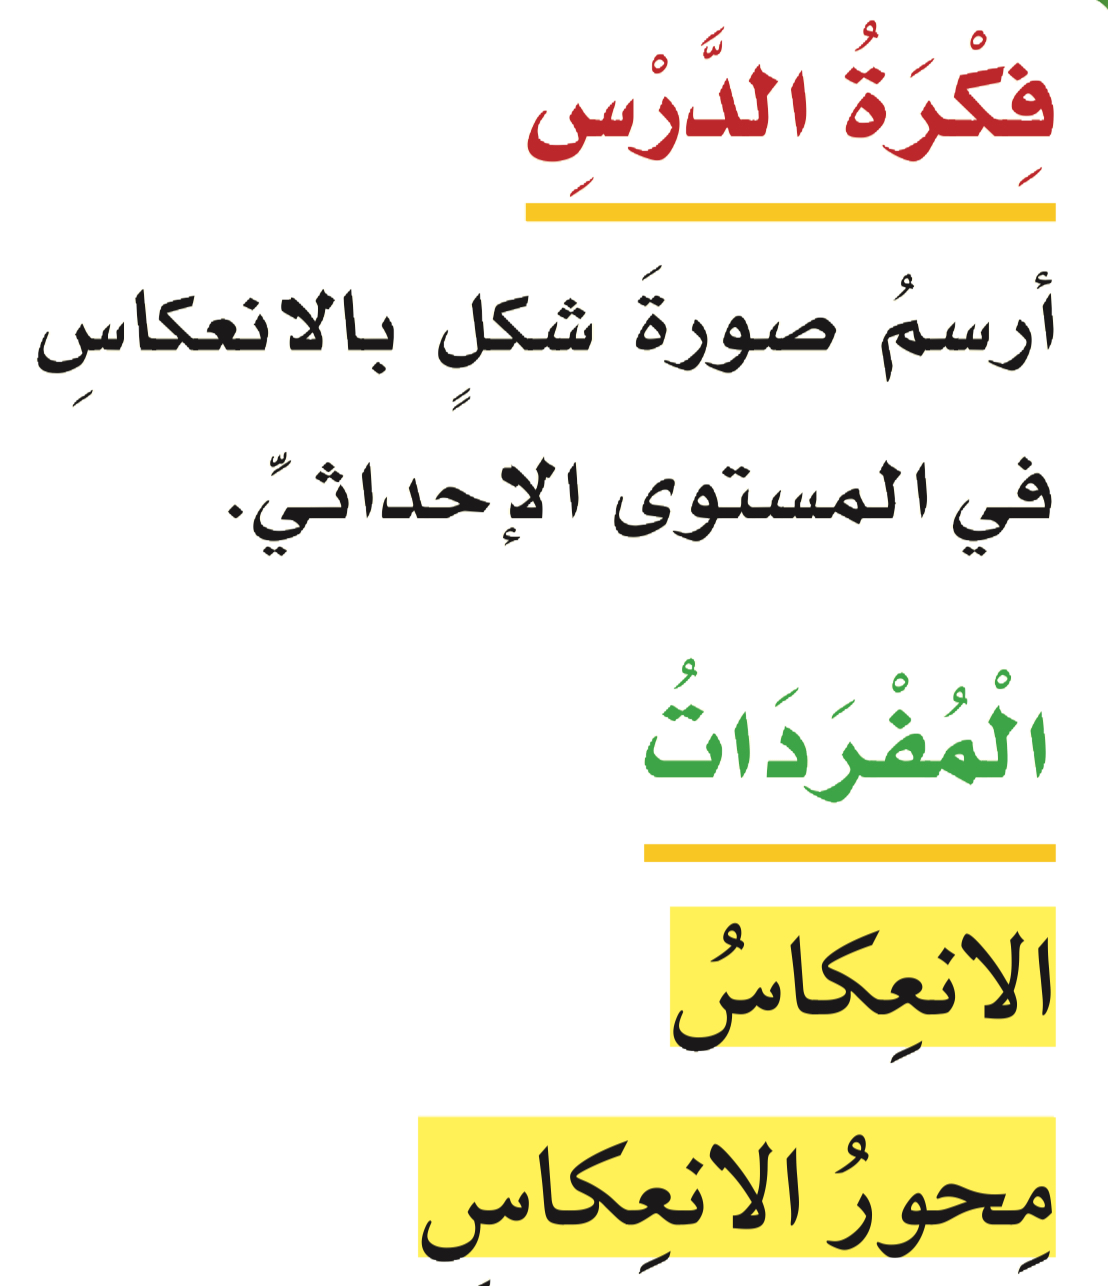 فِكْرَةُ الدَّرْسِ
أرسمُ صورةَ شكلٍ بالانعكاسِ
في المستوى الإحداثيِّ.
الْمُفْرَدَاتُ
الانعِكاسُ
مِحورُ الانعِكاسِ